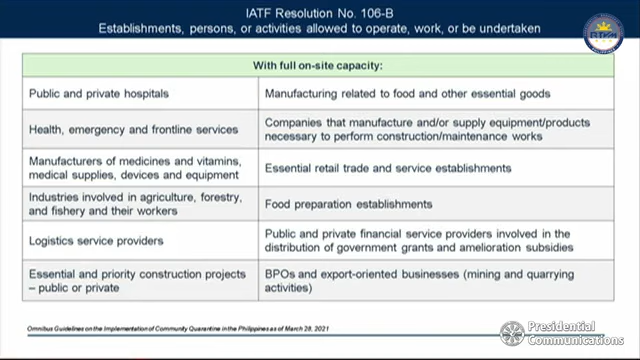 IATF Resolution No. 106-B
Establishments, persons, or activities allowed to operate, work, or be undertaken
With full on-site capacity:
Public and private hospitals
Manufacturing related to food and other essential goods
Health, emergency and frontline services
Companies that manufacture and/or supply equipment/products
necessary to perform construction/maintenance works
Manufacturers of medicines and vitamins,
medical supplies, devices and equipment
Essential retail trade and service establishments
Industries involved in agriculture, forestry,
and fishery and their workers
Food preparation establishments
Logistics service providers
Public and private financial service providers involved in the
distribution of government grants and amelioration subsidies
Essential and priority construction projects
– public or private
BPOs and export-oriented businesses (mining and quarrying
activities)
Omnibus Guidelines on the Implementation of Community Quarantine in the Philippines as of March 28, 2021
Presidential
Communications